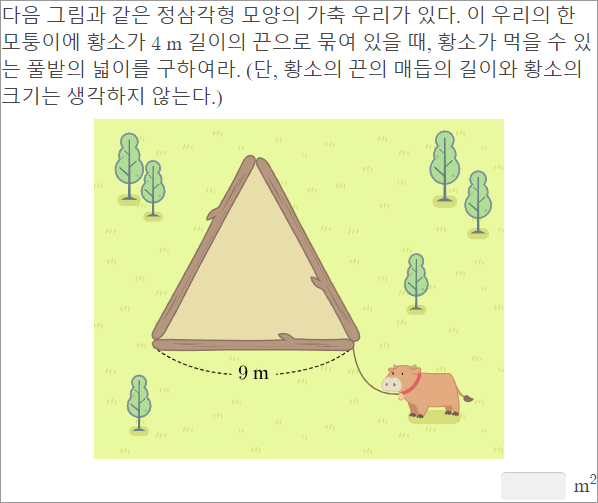 다음 그림과 같은 정삼각형 모양의 가축 우리가 있다. 이 우리의 한
모퉁이에 황소가 4 m 길이의 끈으로 묶여 있을 때, 황소가 먹을 수 있
는 풀밭의 넓이를 구하여라. (단, 황소의 끈의 매듭의 길이와 황소의
크기는 생각하지 않는다.)
9 m
m²